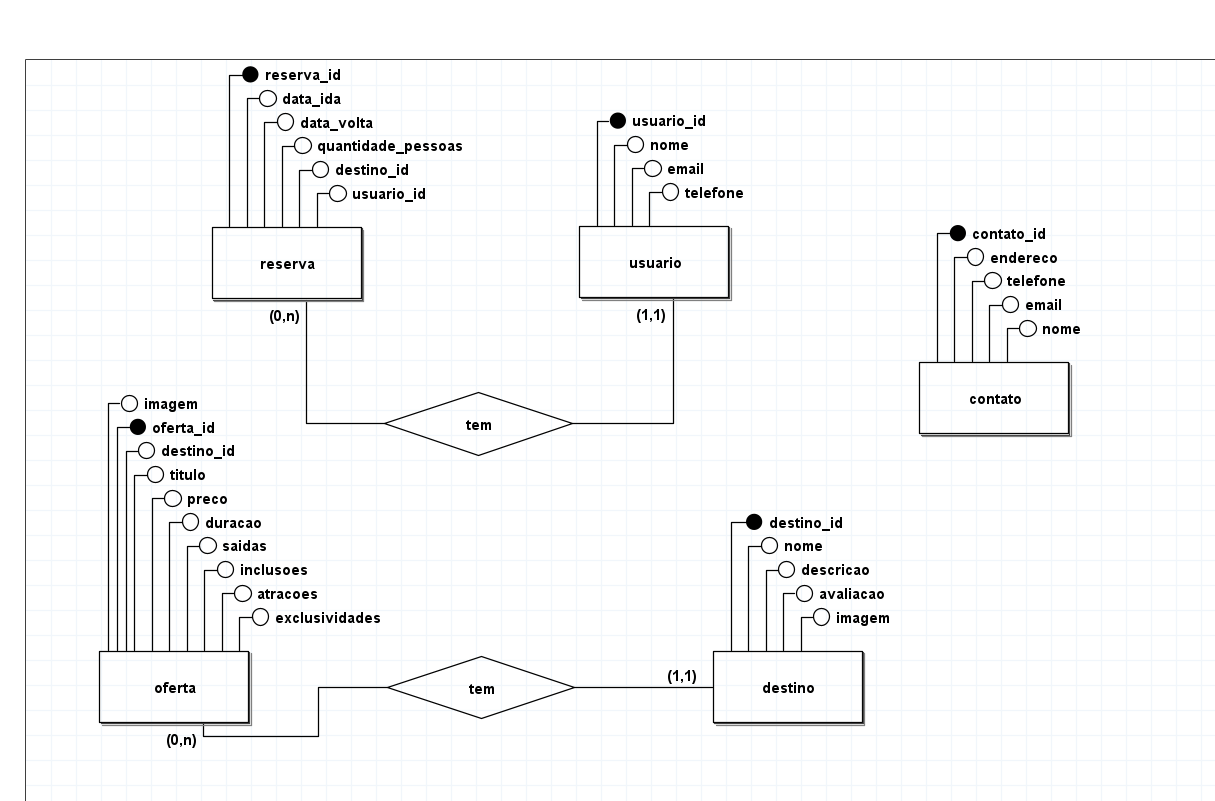 reserva_id
data_ida
data_volta
quantidade_pessoas
destino_id
usuario_id
reserva
(0,n)
usuario_id
nome
email
telefone
usuario
(1,1)
tem
contato_id
endereco
telefone
email
nome
contato
imagem
oferta_id
destino_id
titulo
preco
duracao
saidas
inclusoes
atracoes
exclusividades
oferta
(0,n)
tem
destino_id
nome
descricao
avaliacao
imagem
(1,1)
destino